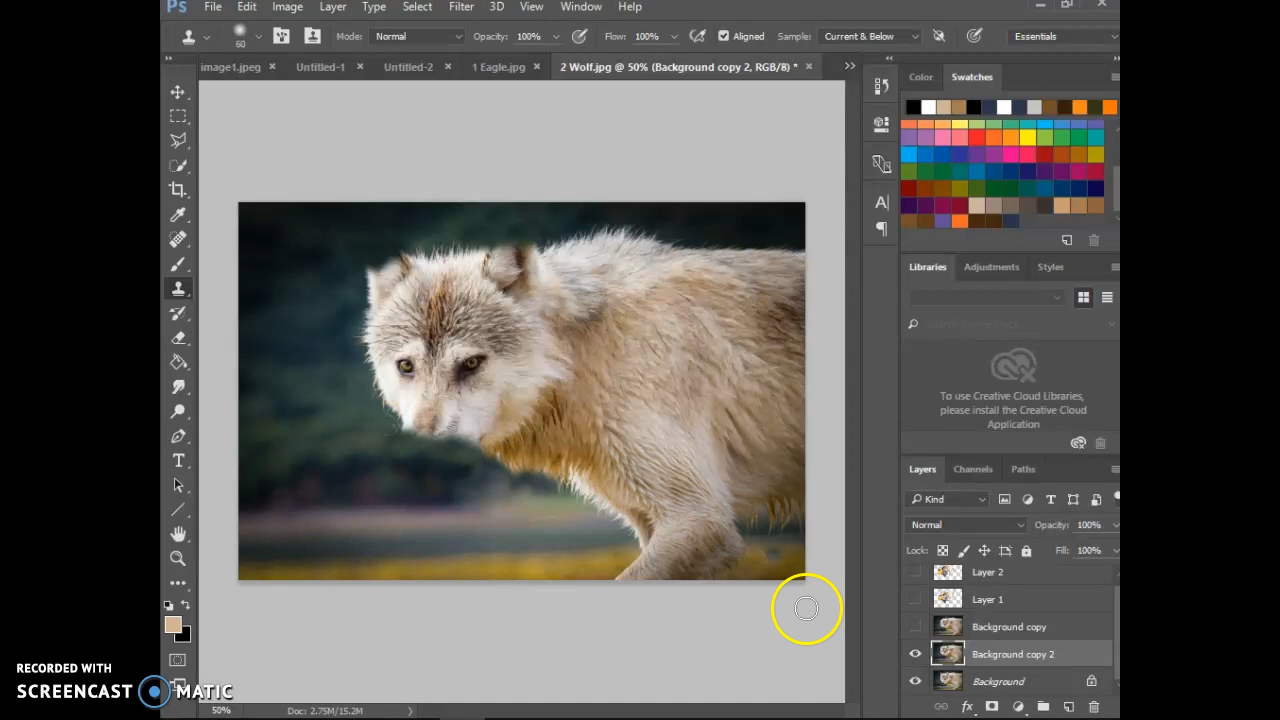 Ps File Edit Image Layer Type Select Filter 3D View Window Help
60 Mode: Normal Opacity: 100% Flow: 100% Aligned Sample: Current & Below Essentials
image1.jpeg × Untitled-1 × Untitled-2 × 1 Eagle.jpg × 2 Wolf.jpg @ 50% (Background copy 2, RGB/8) * ×
Color Swatches
Libraries Adjustments Styles
To use Creative Cloud Libraries,
please install the Creative Cloud
Application
Layers Channels Paths
Kind
Normal Opacity: 100%
Lock: Fill: 100%
Layer 2
Layer 1
Background copy
Background copy 2
Background
50% Doc: 2.75M/15.2M
RECORDED WITH
SCREENCAST MATIC